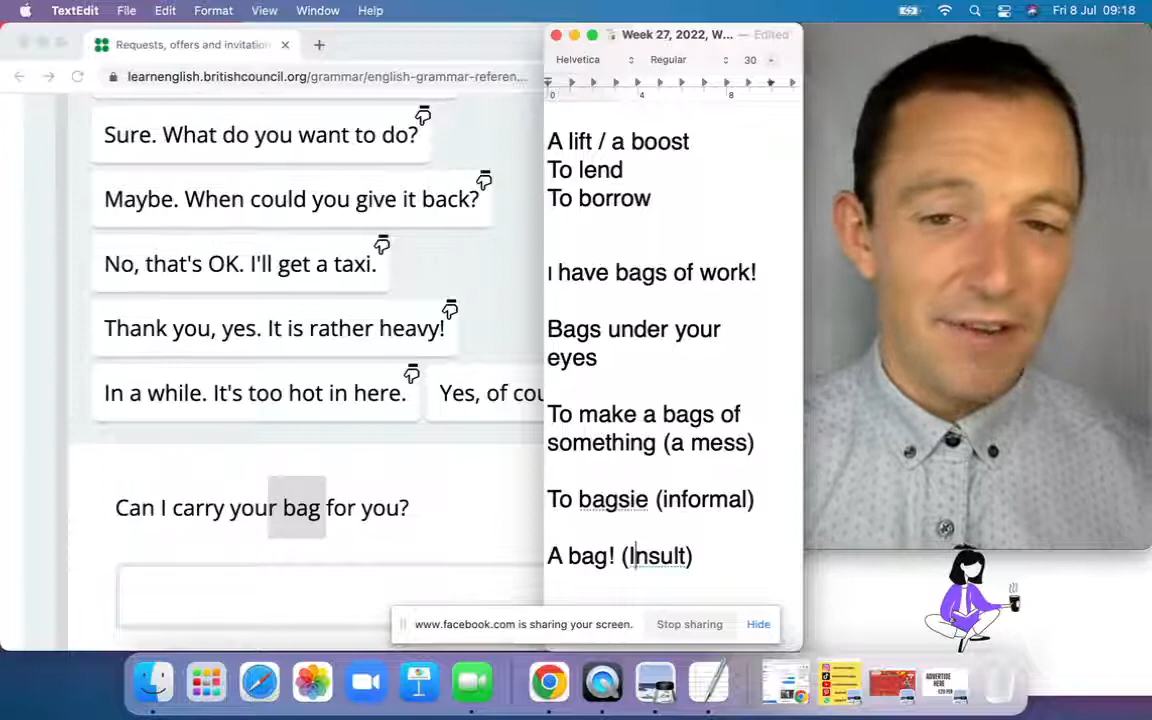 TextEdit File Edit Format View Window Help Fri 8 Jul 09:18
Requests, offers and invitation
Week 27, 2022, W... — Edited
learnenglish.britishcouncil.org/grammar/english-grammar-referen...
Helvetica Regular 30
0 4 8
Sure. What do you want to do?
Maybe. When could you give it back?
No, that's OK. I'll get a taxi.
Thank you, yes. It is rather heavy!
In a while. It's too hot in here.
Yes, of cou
Can I carry your bag for you?
A lift / a boost
To lend
To borrow
I have bags of work!
Bags under your
eyes
To make a bags of
something (a mess)
To bagsie (informal)
A bag! (Insult)
www.facebook.com is sharing your screen. Stop sharing Hide
ADVERTISE
HERE